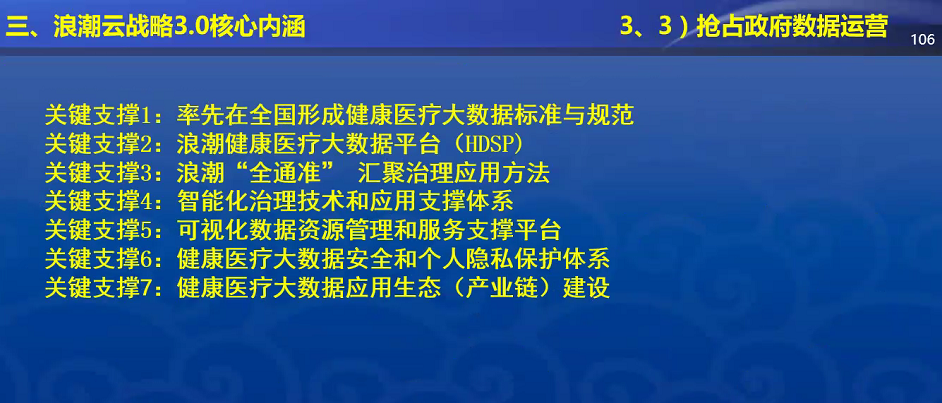 三、浪潮云战略3.0核心内涵
3、3）抢占政府数据运营
106
关键支撑1：率先在全国形成健康医疗大数据标准与规范
关键支撑2：浪潮健康医疗大数据平台（HDSP)
关键支撑3：浪潮“全通准” 汇聚治理应用方法
关键支撑4：智能化治理技术和应用支撑体系
关键支撑5：可视化数据资源管理和服务支撑平台
关键支撑6：健康医疗大数据安全和个人隐私保护体系
关键支撑7：健康医疗大数据应用生态（产业链）建设